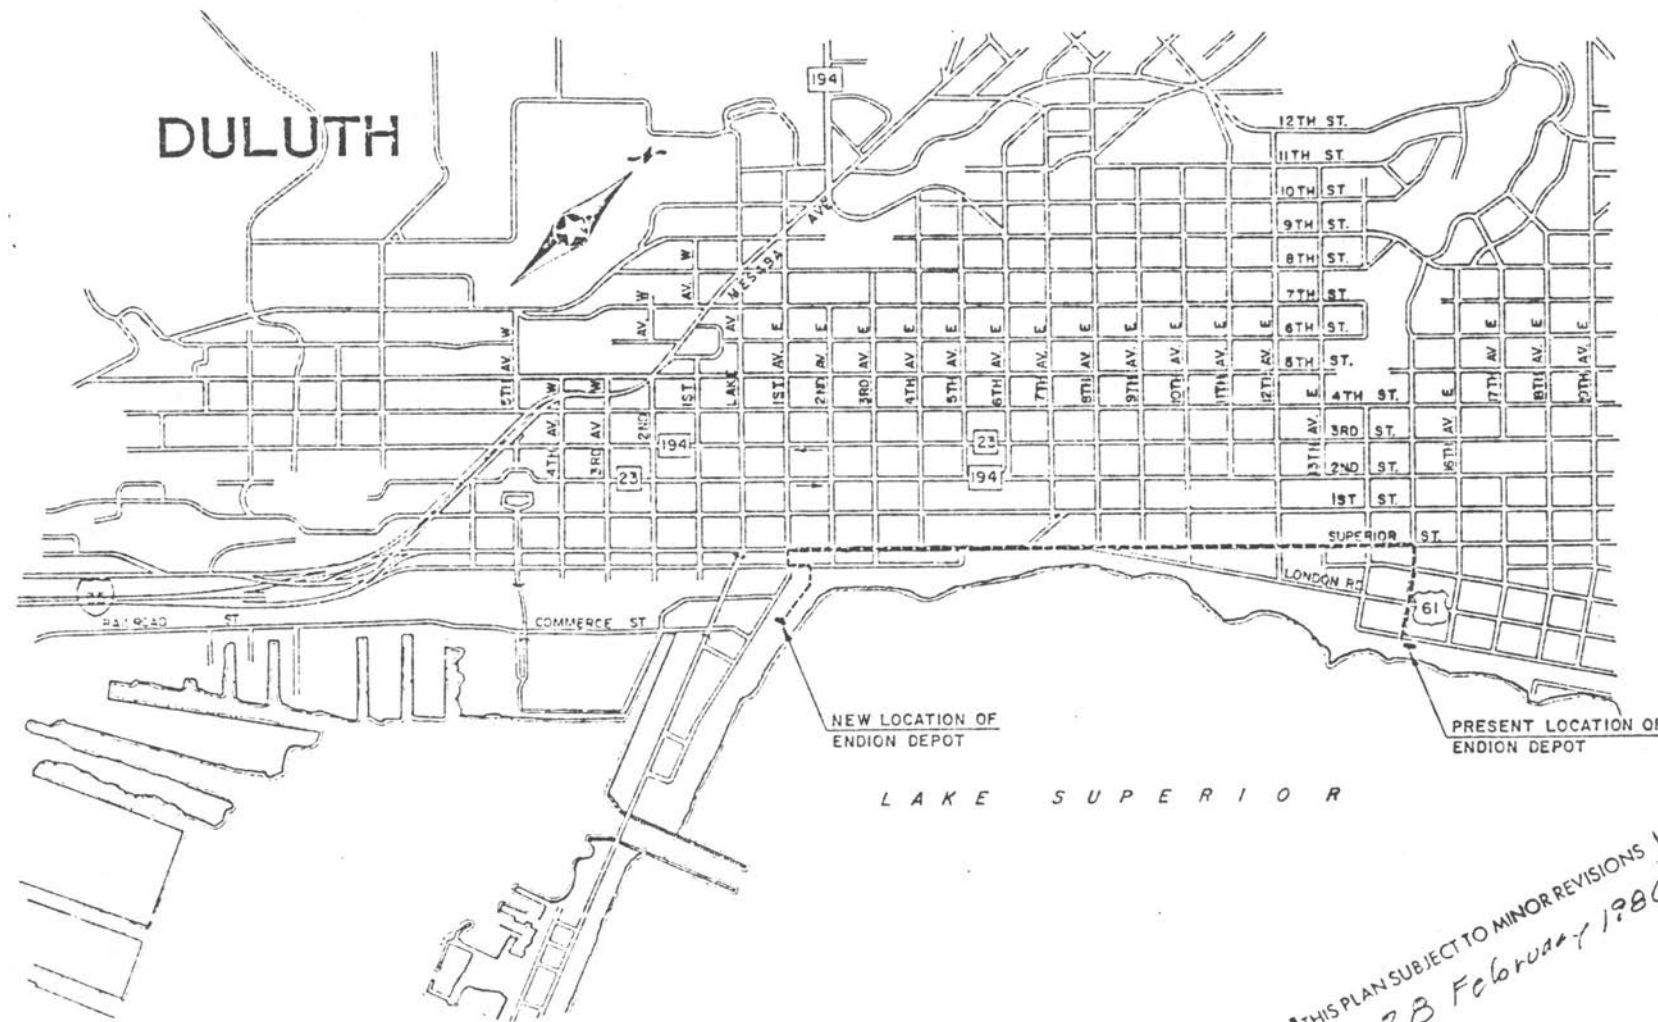 DULUTH
194
12TH ST.
11TH ST.
10TH ST
9TH ST.
8TH ST.
7TH ST
6TH ST.
5TH ST.
4TH ST.
3RD ST.
2ND ST.
1ST ST.
SUPERIOR ST.
LONDON RD
MESABA AVE
5TH AV W
4TH AV W
3RD AV W
2ND AV W
1ST AV W
LAKE AV
1ST AV E
2ND AV E
3RD AV E
4TH AV E
5TH AV E
6TH AV E
7TH AV E
8TH AV E
9TH AV E
10TH AV E
11TH AV E
12TH AV E
13TH AV E
16TH AV E
17TH AV E
18TH AV E
20TH AV E
194
23
23
194
35
61
RAILROAD ST
COMMERCE ST
NEW LOCATION OF
ENDION DEPOT
PRESENT LOCATION OF
ENDION DEPOT
LAKE SUPERIOR
THIS PLAN SUBJECT TO MINOR REVISIONS
28 February 1986